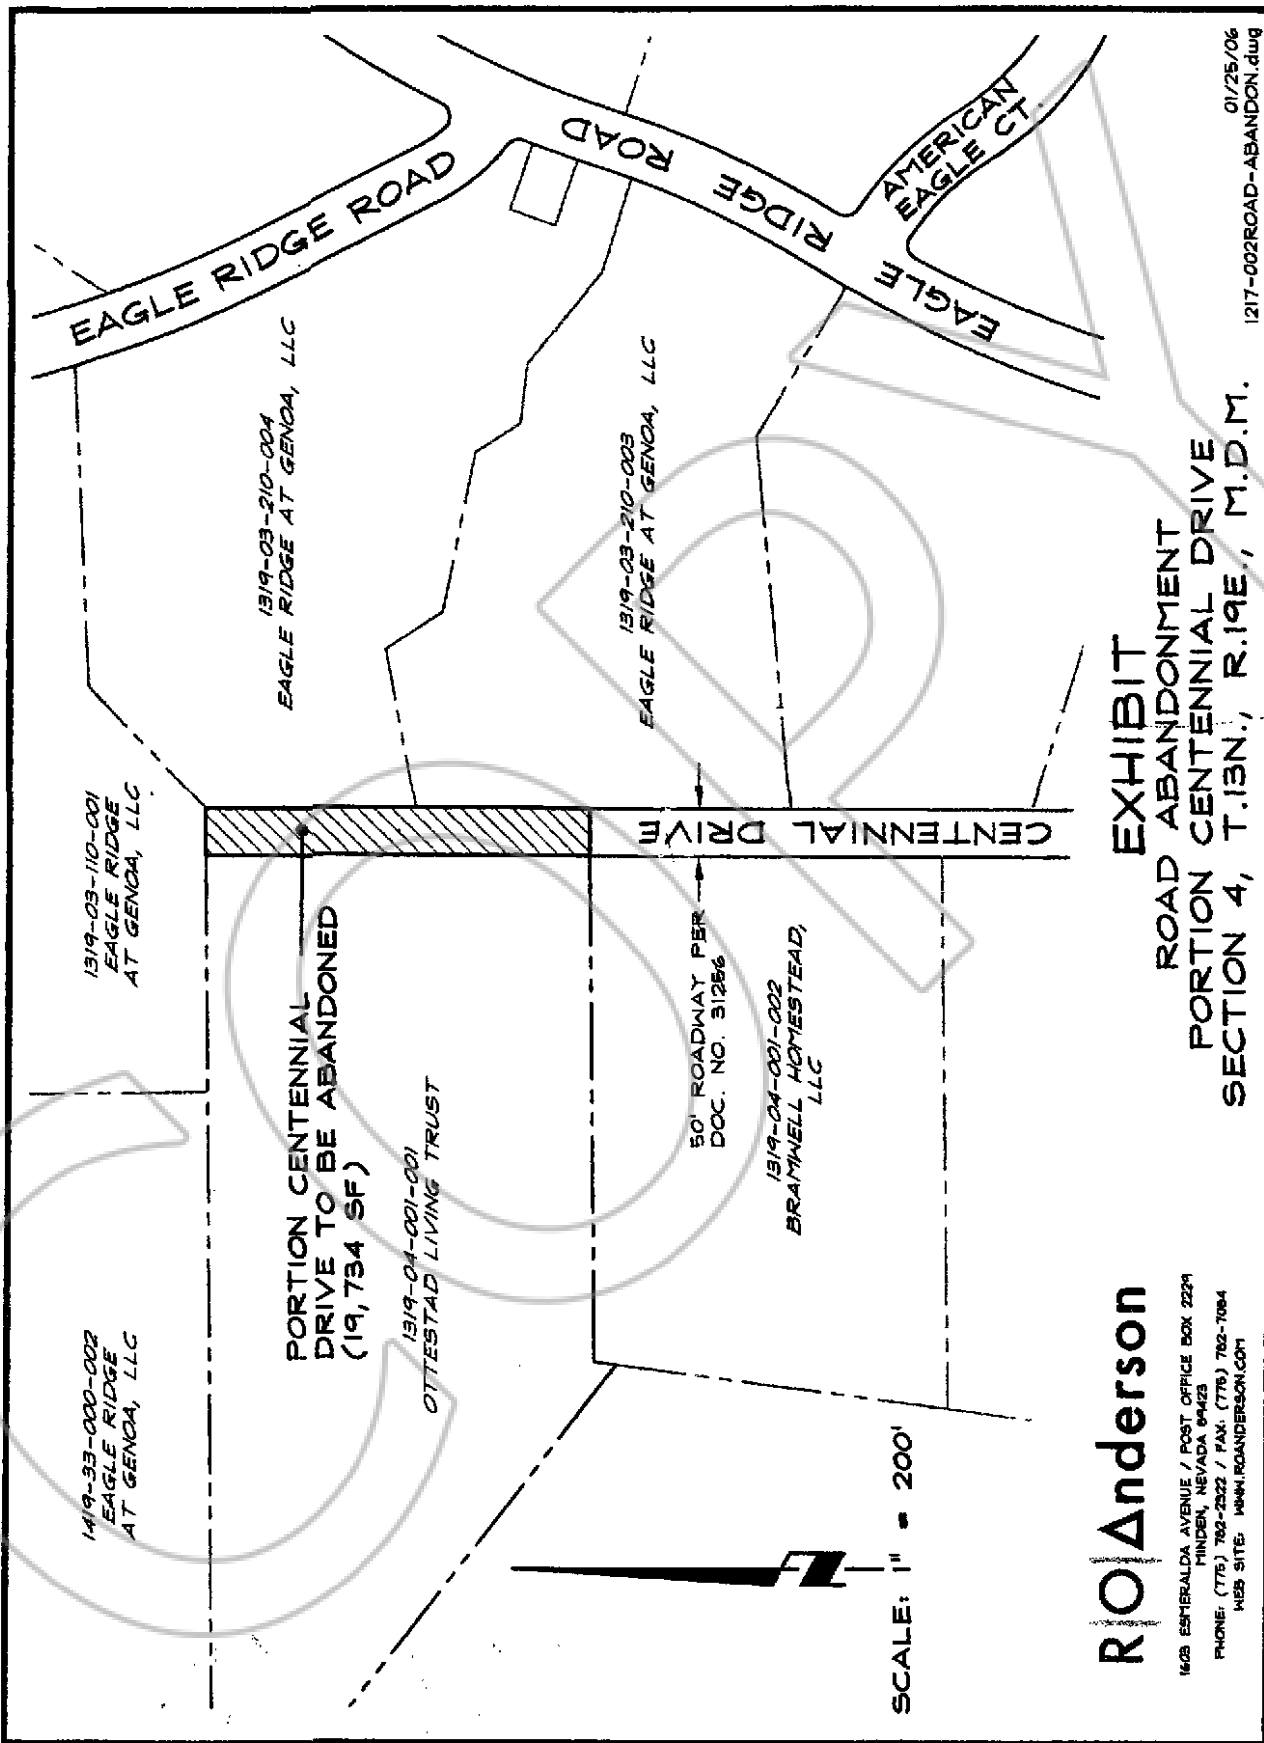 1419-33-000-002
EAGLE RIDGE
AT GENOA, LLC
1319-03-110-001
EAGLE RIDGE
AT GENOA, LLC
EAGLE RIDGE ROAD
1319-03-210-004
EAGLE RIDGE AT GENOA, LLC
PORTION CENTENNIAL
DRIVE TO BE ABANDONED
(19,734 SF)
1319-04-001-001
OTTESTAD LIVING TRUST
EAGLE RIDGE ROAD
1319-03-210-003
EAGLE RIDGE AT GENOA, LLC
AMERICAN
EAGLE CT
50' ROADWAY PER
DOC. NO. 31256
CENTENNIAL DRIVE
1319-04-001-002
BRAMWELL HOMESTEAD,
LLC
SCALE: 1" = 200'
EXHIBIT
ROAD ABANDONMENT
PORTION CENTENNIAL DRIVE
SECTION 4, T.13N., R.19E., M.D.M.
R|O|Anderson
1603 ESMERALDA AVENUE / POST OFFICE BOX 2229
MINDEN, NEVADA 89423
PHONE: (775) 782-2322 / FAX: (775) 782-7084
WEB SITE: WWW.ROANDERSON.COM
01/25/06
1217-002ROAD-ABANDON.dwg
COPY